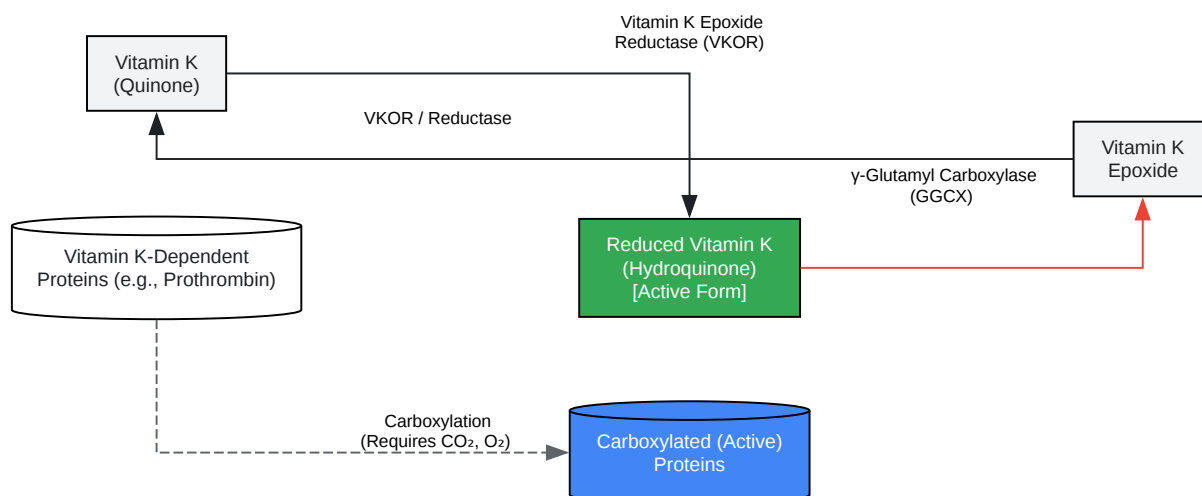 Vitamin K Epoxide
Reductase (VKOR)
Vitamin K
(Quinone)
VKOR / Reductase
Vitamin K
Epoxide
γ-Glutamyl Carboxylase
(GGCX)
Vitamin K-Dependent
Proteins (e.g., Prothrombin)
Reduced Vitamin K
(Hydroquinone)
[Active Form]
Carboxylation
(Requires CO₂, O₂)
Carboxylated (Active)
Proteins